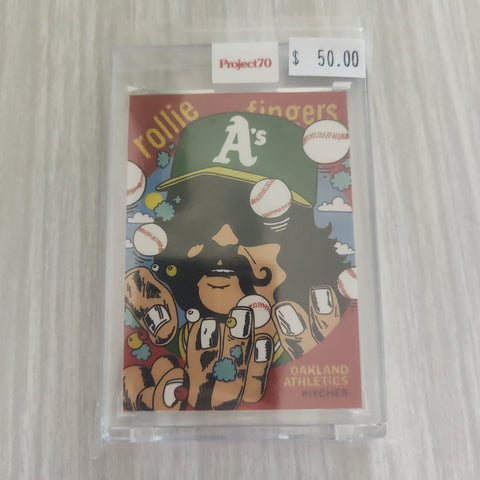 Project70
$ 50.00
rollie fingers
A's
OAKLAND
ATHLETICS
PITCHER